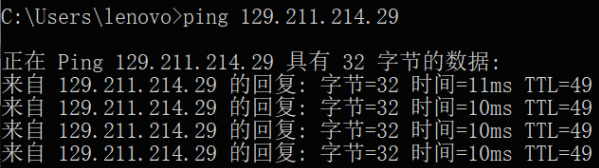 C:\Users\lenovo>ping 129.211.214.29
正在 Ping 129.211.214.29 具有 32 字节的数据:
来自 129.211.214.29 的回复: 字节=32 时间=11ms TTL=49
来自 129.211.214.29 的回复: 字节=32 时间=10ms TTL=49
来自 129.211.214.29 的回复: 字节=32 时间=10ms TTL=49
来自 129.211.214.29 的回复: 字节=32 时间=10ms TTL=49